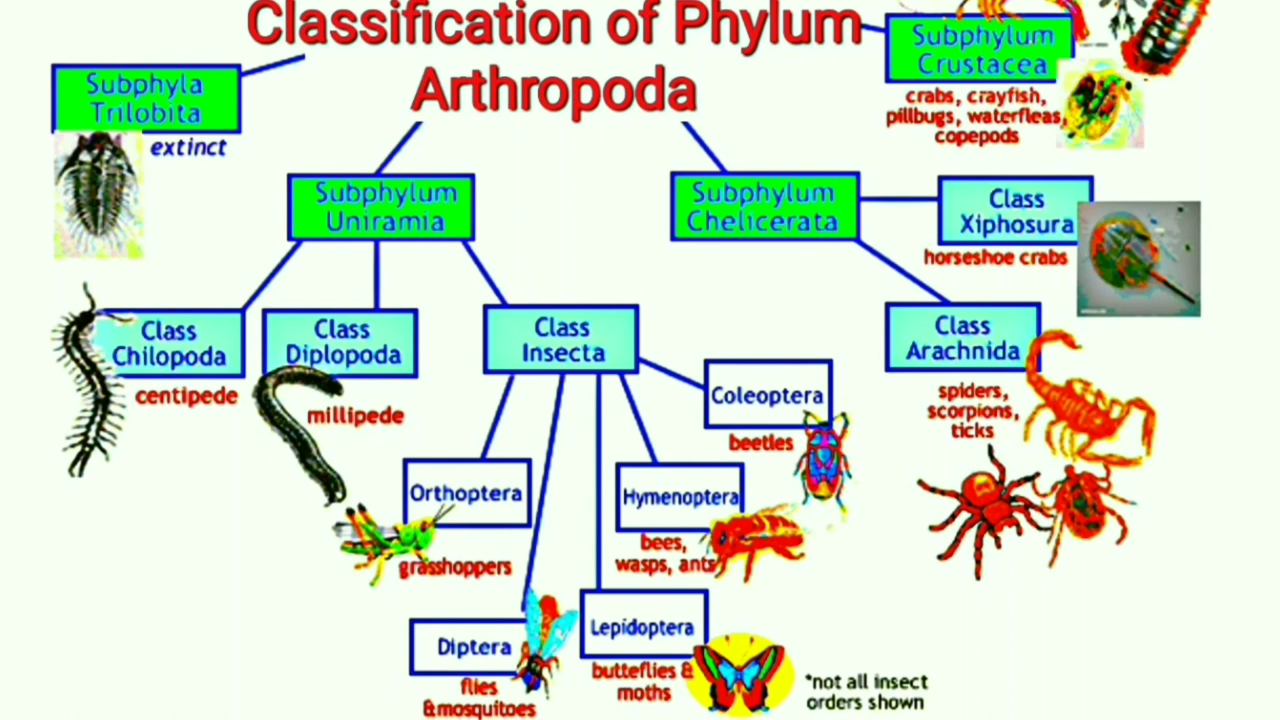 Classification of Phylum
Arthropoda
Subphyla
Trilobita
extinct
Subphylum
Crustacea
crabs, crayfish,
pillbugs, waterfleas,
copepods
Subphylum
Uniramia
Subphylum
Chelicerata
Class
Xiphosura
horseshoe crabs
Class
Chilopoda
centipede
Class
Diplopoda
millipede
Class
Insecta
Class
Arachnida
spiders,
scorpions,
ticks
Coleoptera
beetles
Orthoptera
grasshoppers
Hymenoptera
bees,
wasps, ants
Diptera
flies
&mosquitoes
Lepidoptera
butteflies &
moths
*not all insect
orders shown